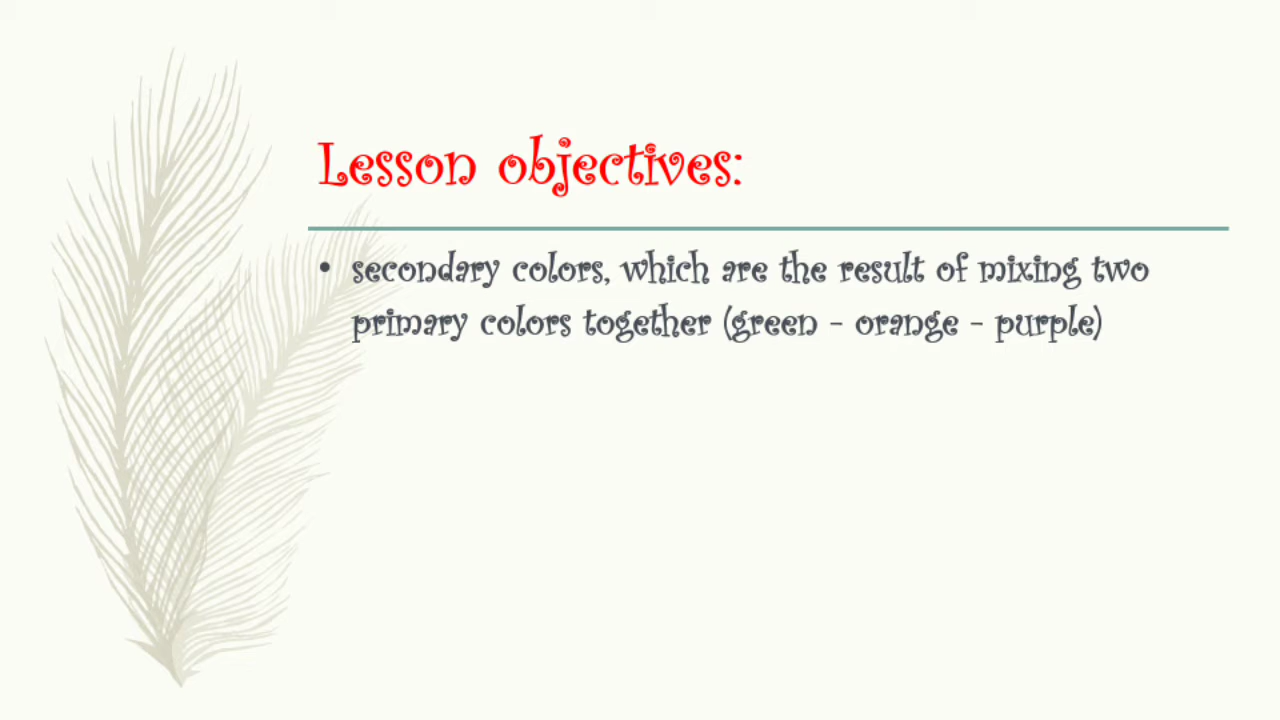 Lesson objectives:
• secondary colors, which are the result of mixing two
primary colors together (green - orange - purple)